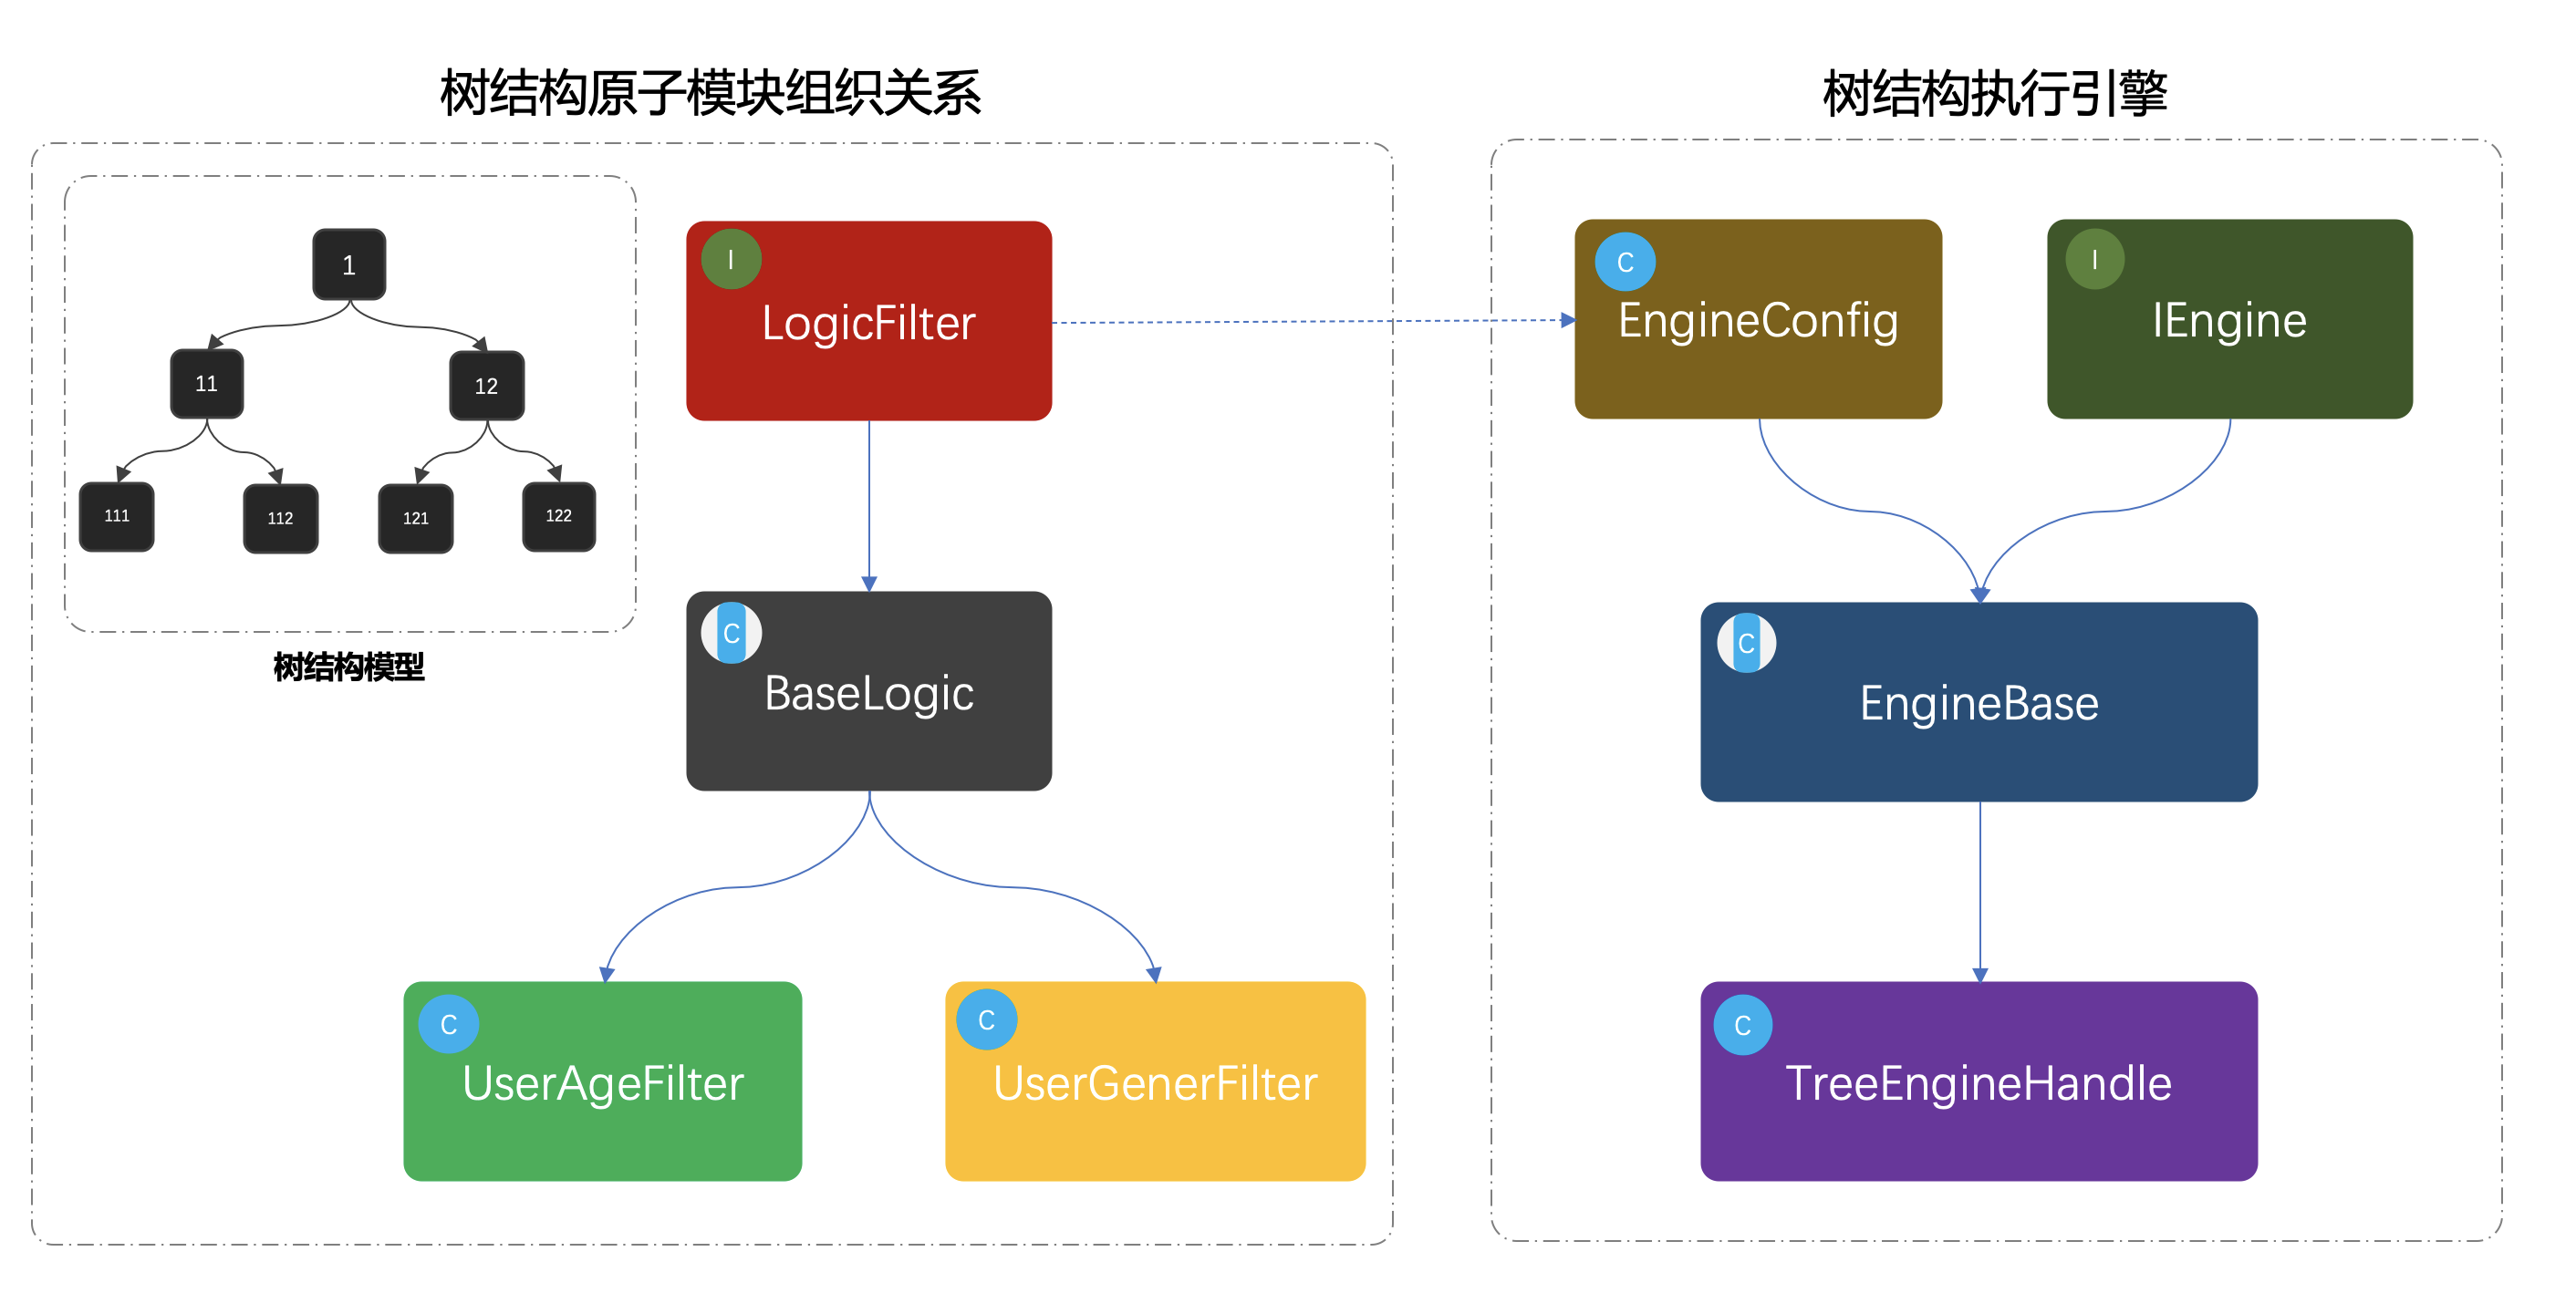 树结构原子模块组织关系
树结构执行引擎
1
11
12
111
112
121
122
树结构模型
I
LogicFilter
C
EngineConfig
I
IEngine
C
BaseLogic
C
EngineBase
C
UserAgeFilter
C
UserGenerFilter
C
TreeEngineHandle